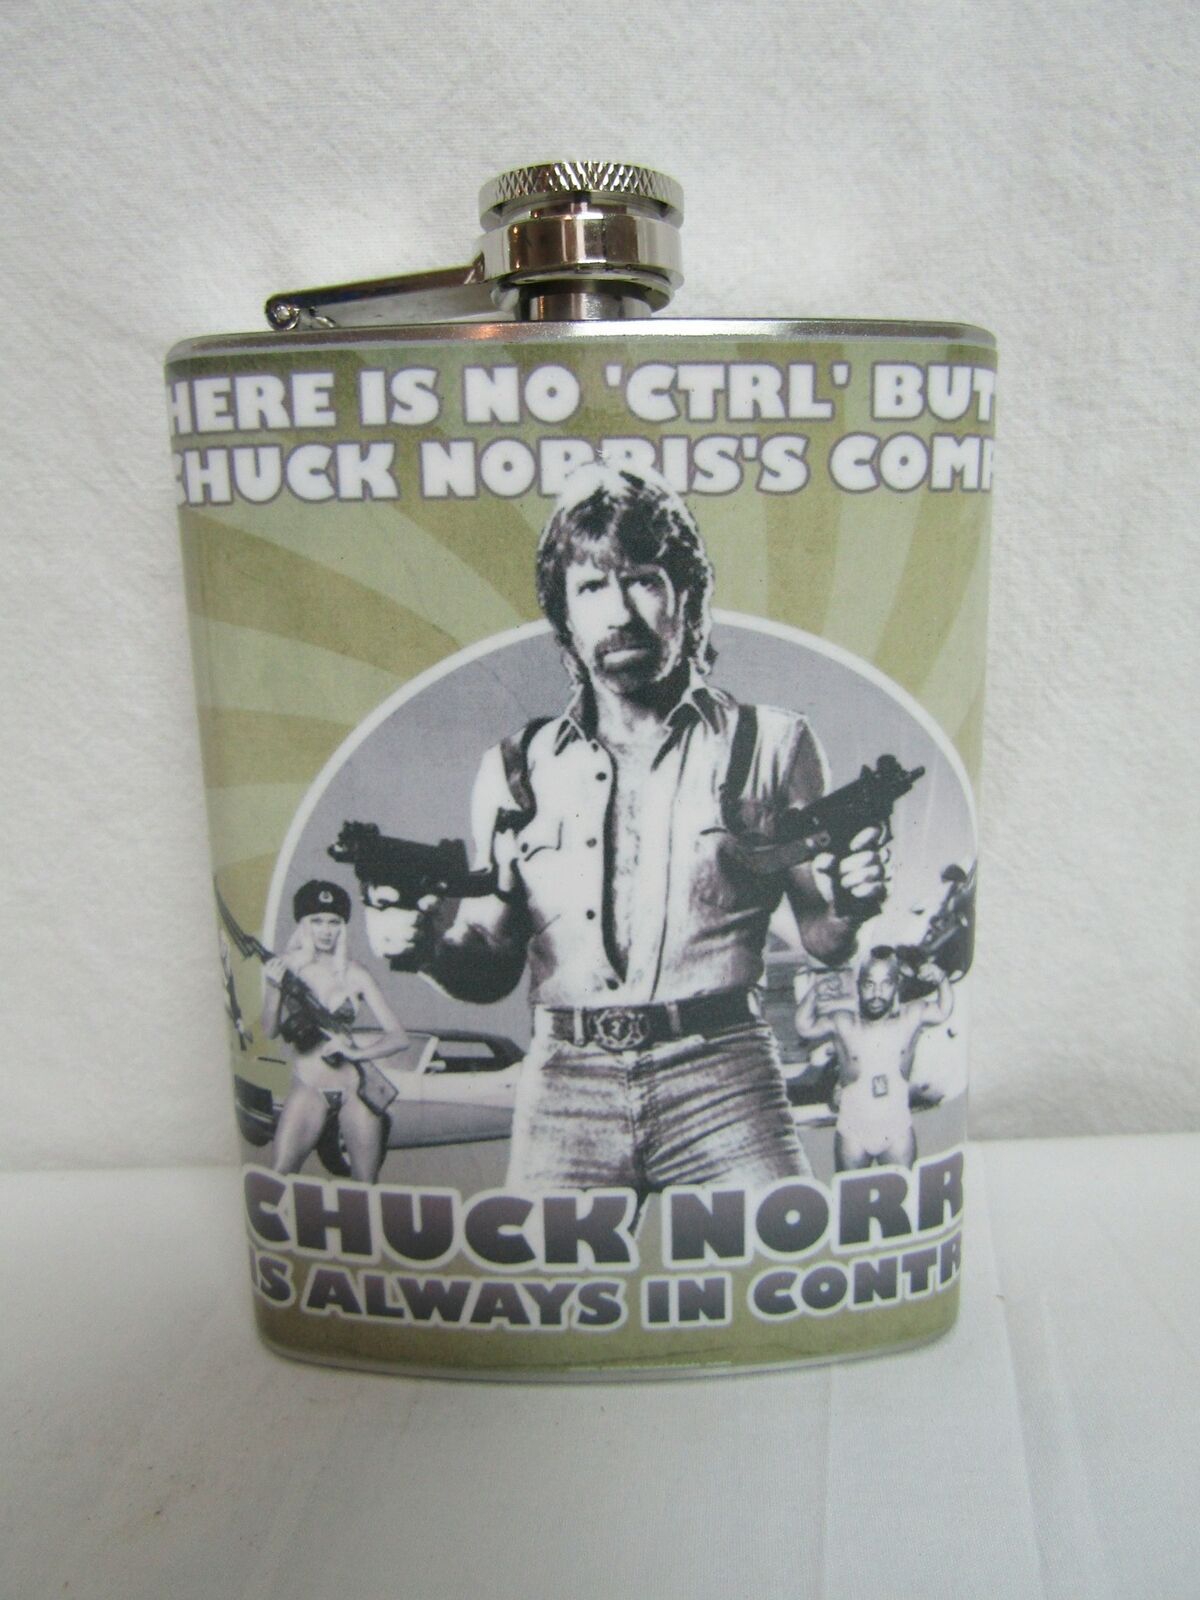 HERE IS NO 'CTRL' BUT
CHUCK NORRIS'S COMP
CHUCK NORR
IS ALWAYS IN CONTR